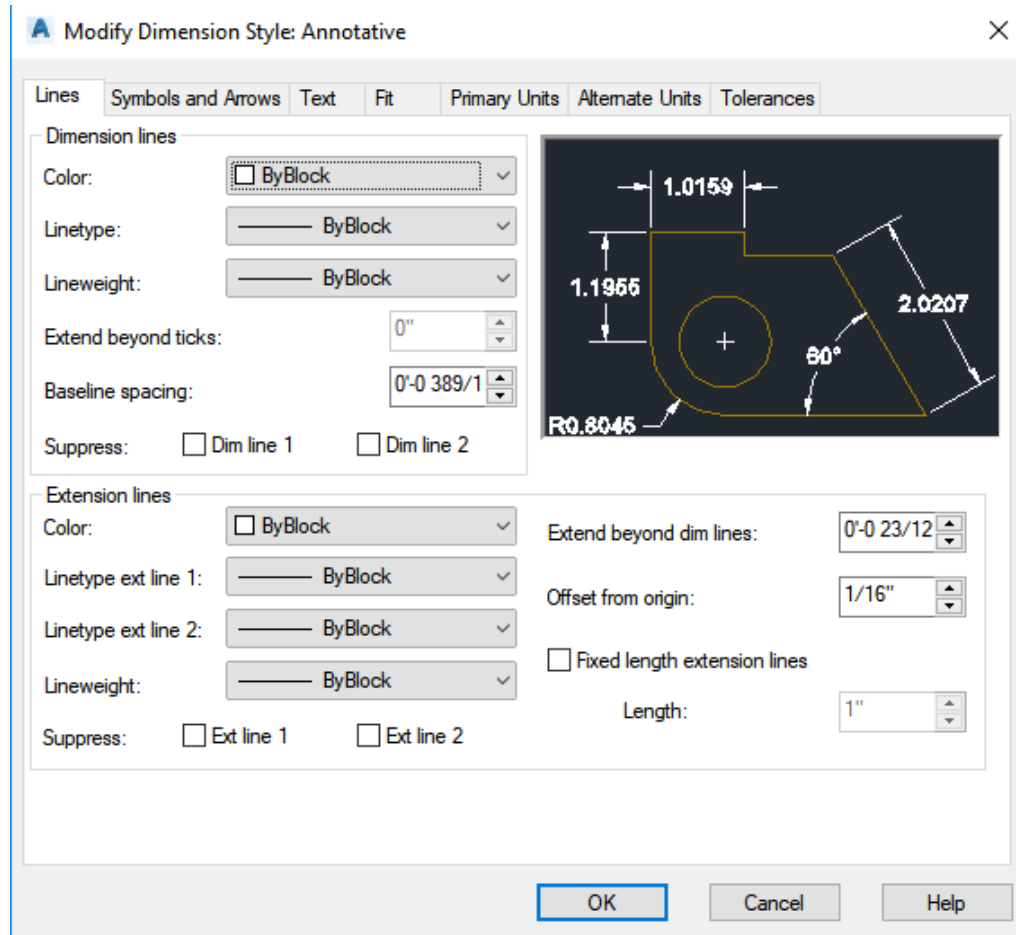 Modify Dimension Style: Annotative
Lines Symbols and Arrows Text Fit Primary Units Alternate Units Tolerances
Dimension lines
Color: ByBlock
Linetype: ByBlock
Lineweight: ByBlock
Extend beyond ticks: 0"
Baseline spacing: 0'-0 389/1
Suppress: Dim line 1 Dim line 2
1.0159
1.1955
2.0207
60°
R0.8045
Extension lines
Color: ByBlock
Linetype ext line 1: ByBlock
Linetype ext line 2: ByBlock
Lineweight: ByBlock
Suppress: Ext line 1 Ext line 2
Extend beyond dim lines: 0'-0 23/12
Offset from origin: 1/16"
Fixed length extension lines
Length: 1"
OK Cancel Help